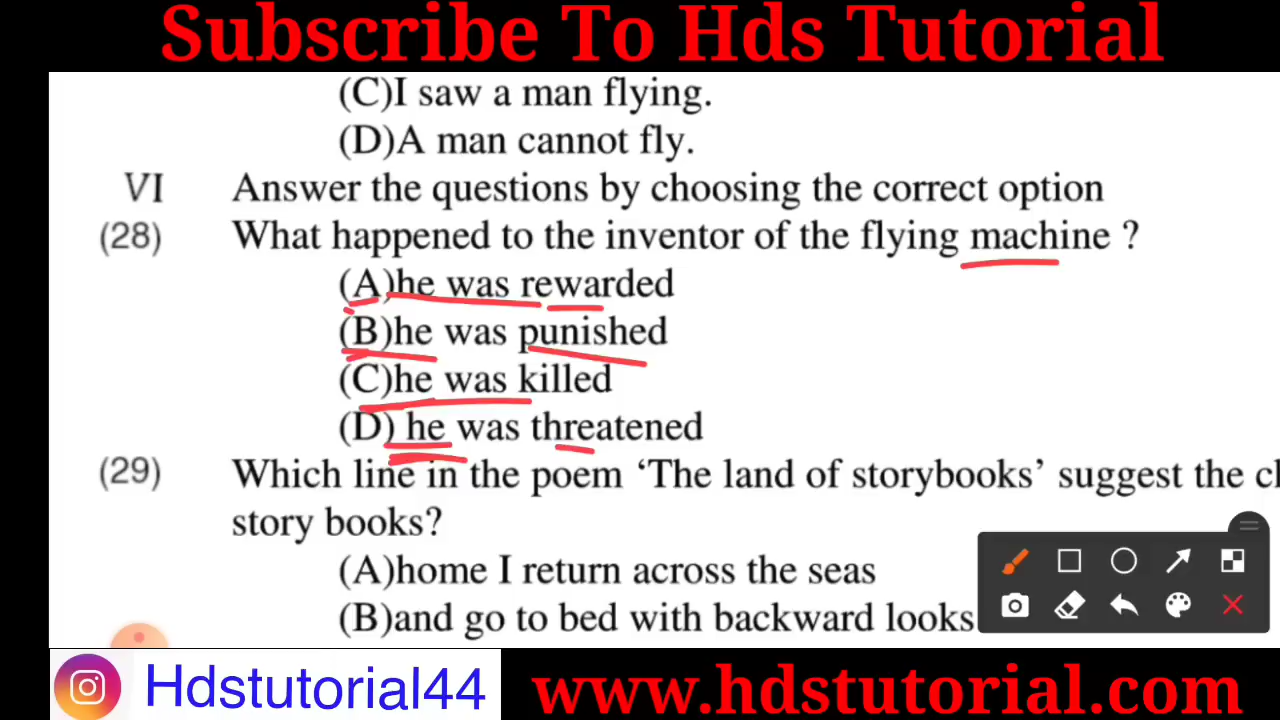 Subscribe To Hds Tutorial
(C)I saw a man flying.
(D)A man cannot fly.
VI Answer the questions by choosing the correct option
(28) What happened to the inventor of the flying machine ?
(A)he was rewarded
(B)he was punished
(C)he was killed
(D) he was threatened
(29) Which line in the poem ‘The land of storybooks’ suggest the
story books?
(A)home I return across the seas
(B)and go to bed with backward looks
Hdstutorial44 www.hdstutorial.com